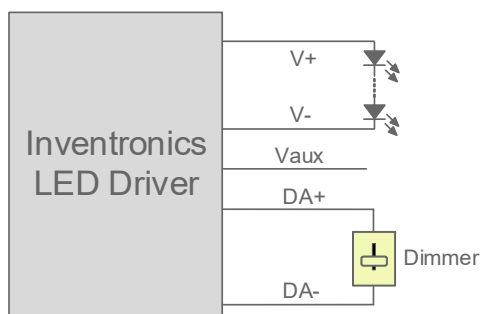 Inventronics
LED Driver
V+
V-
Vaux
DA+
DA-
Dimmer